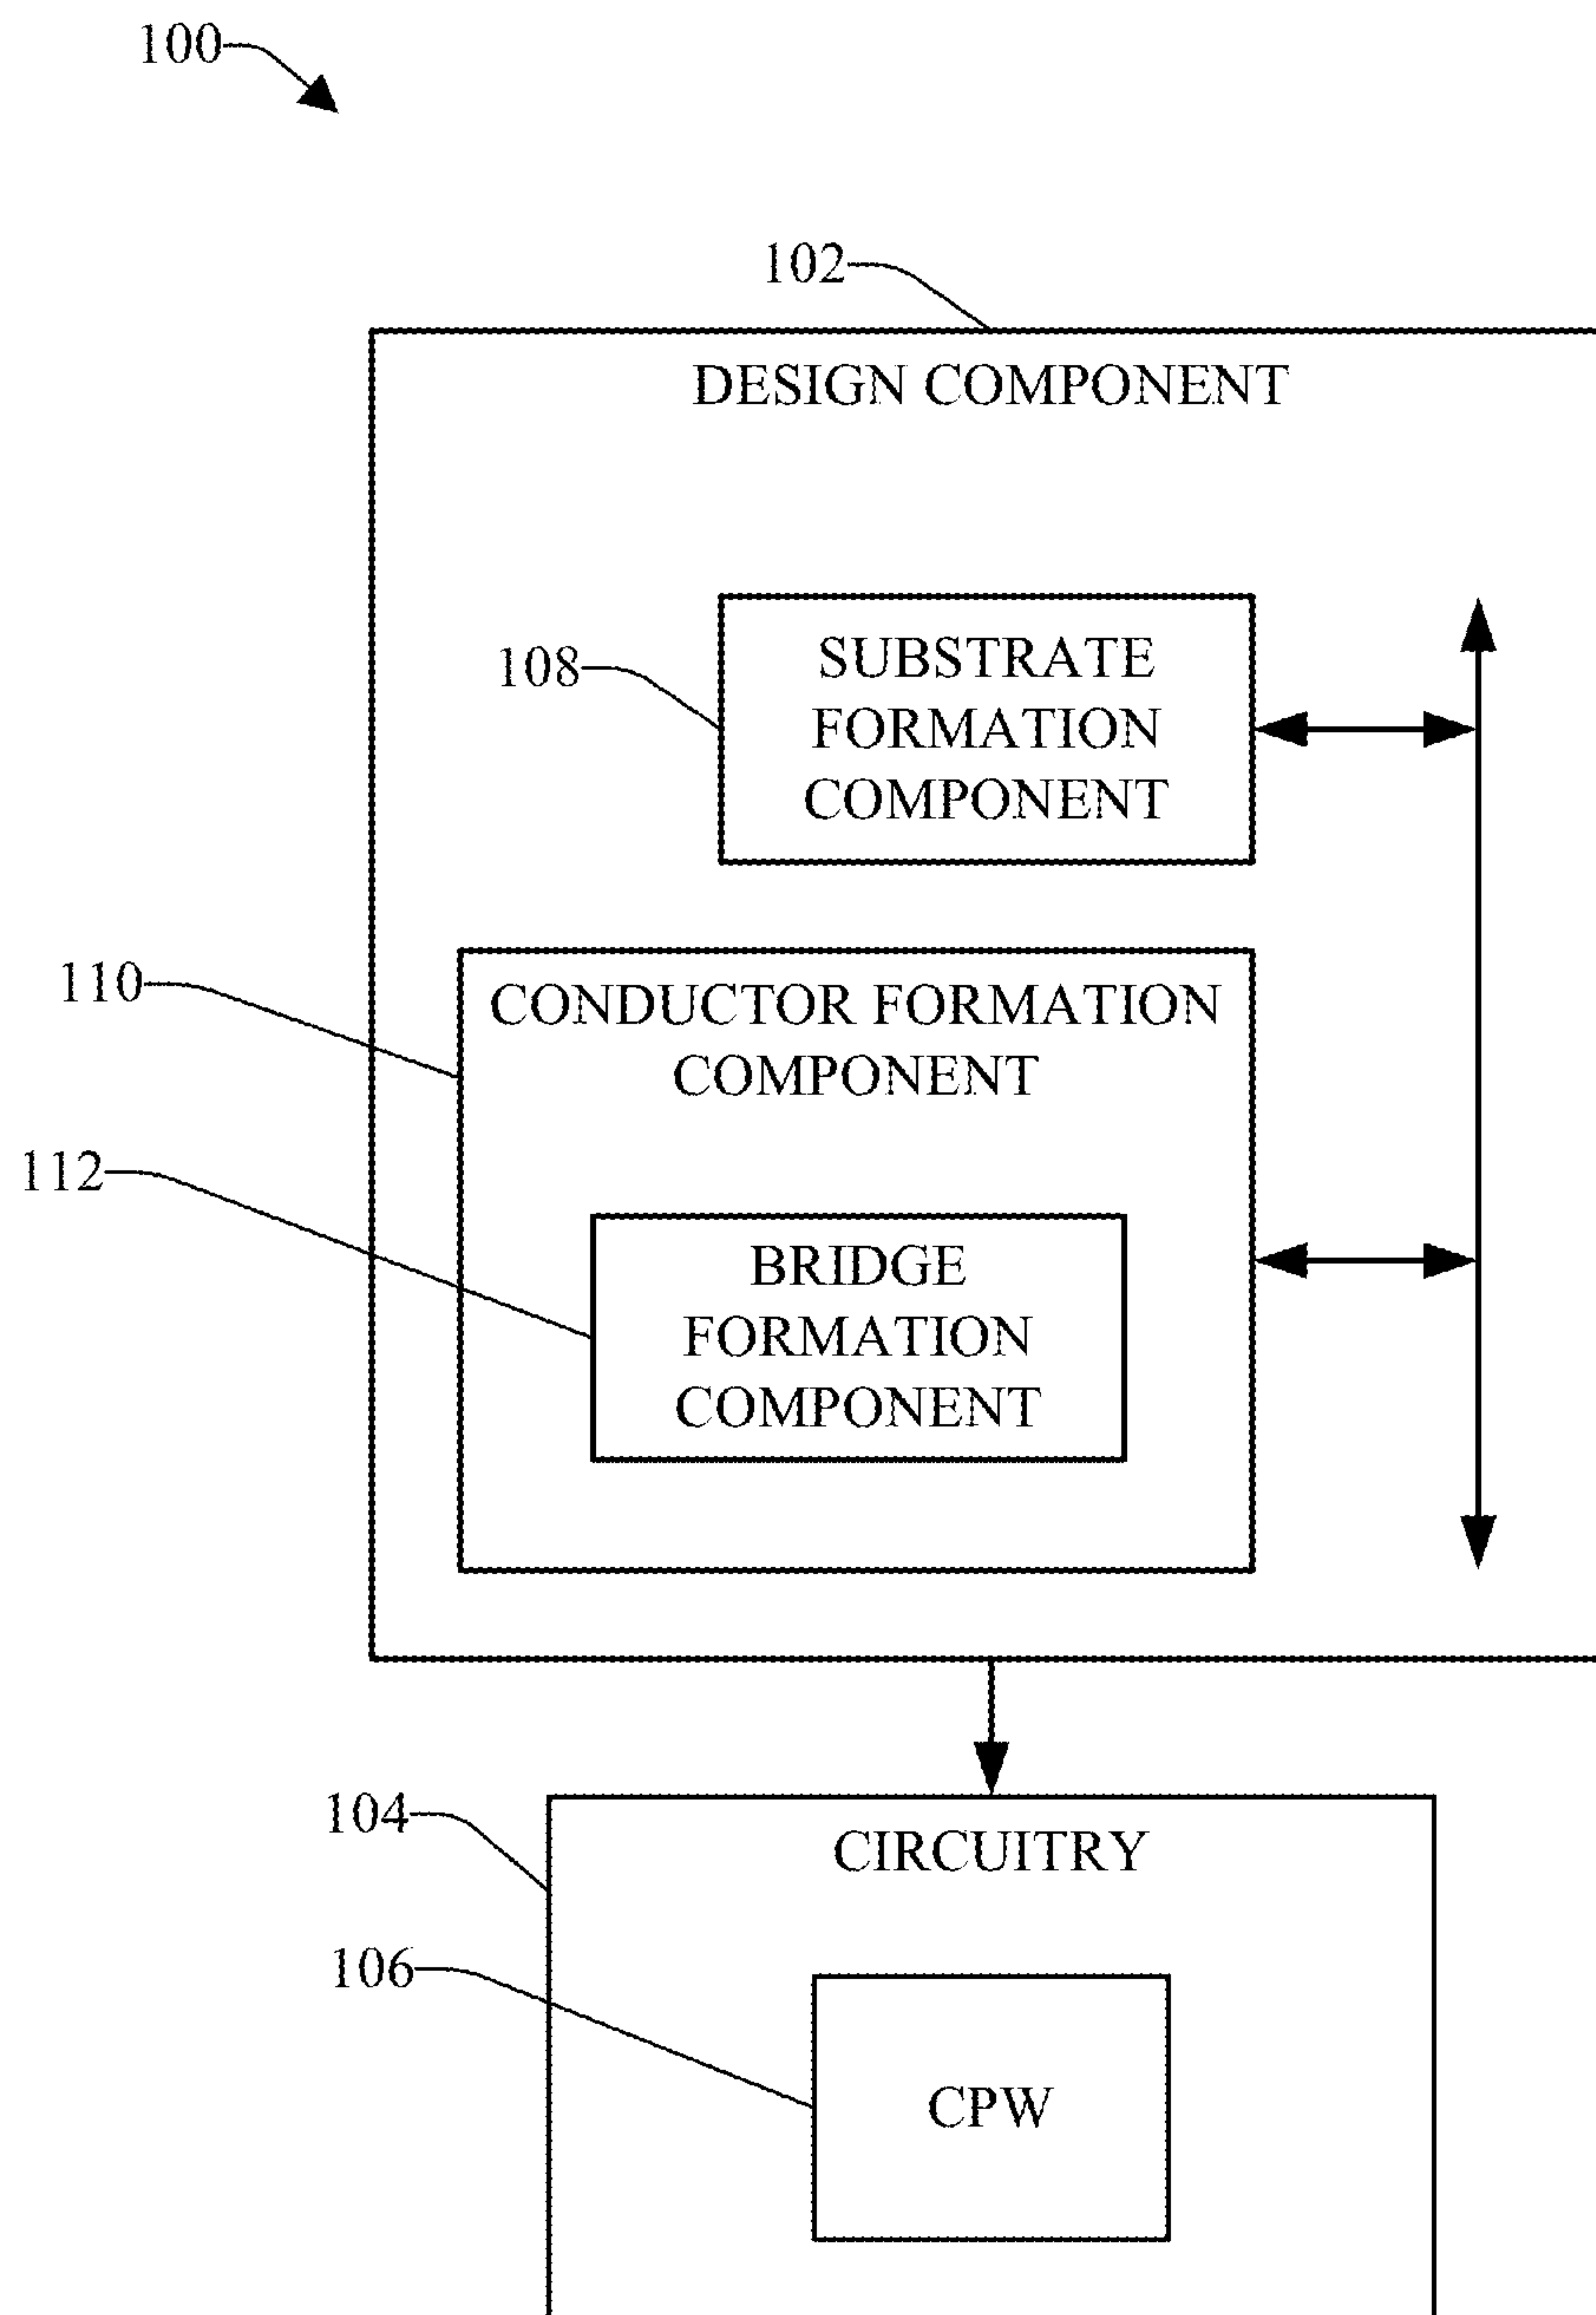 100
102
DESIGN COMPONENT
108
SUBSTRATE
FORMATION
COMPONENT
110
CONDUCTOR FORMATION
COMPONENT
112
BRIDGE
FORMATION
COMPONENT
104
CIRCUITRY
106
CPW